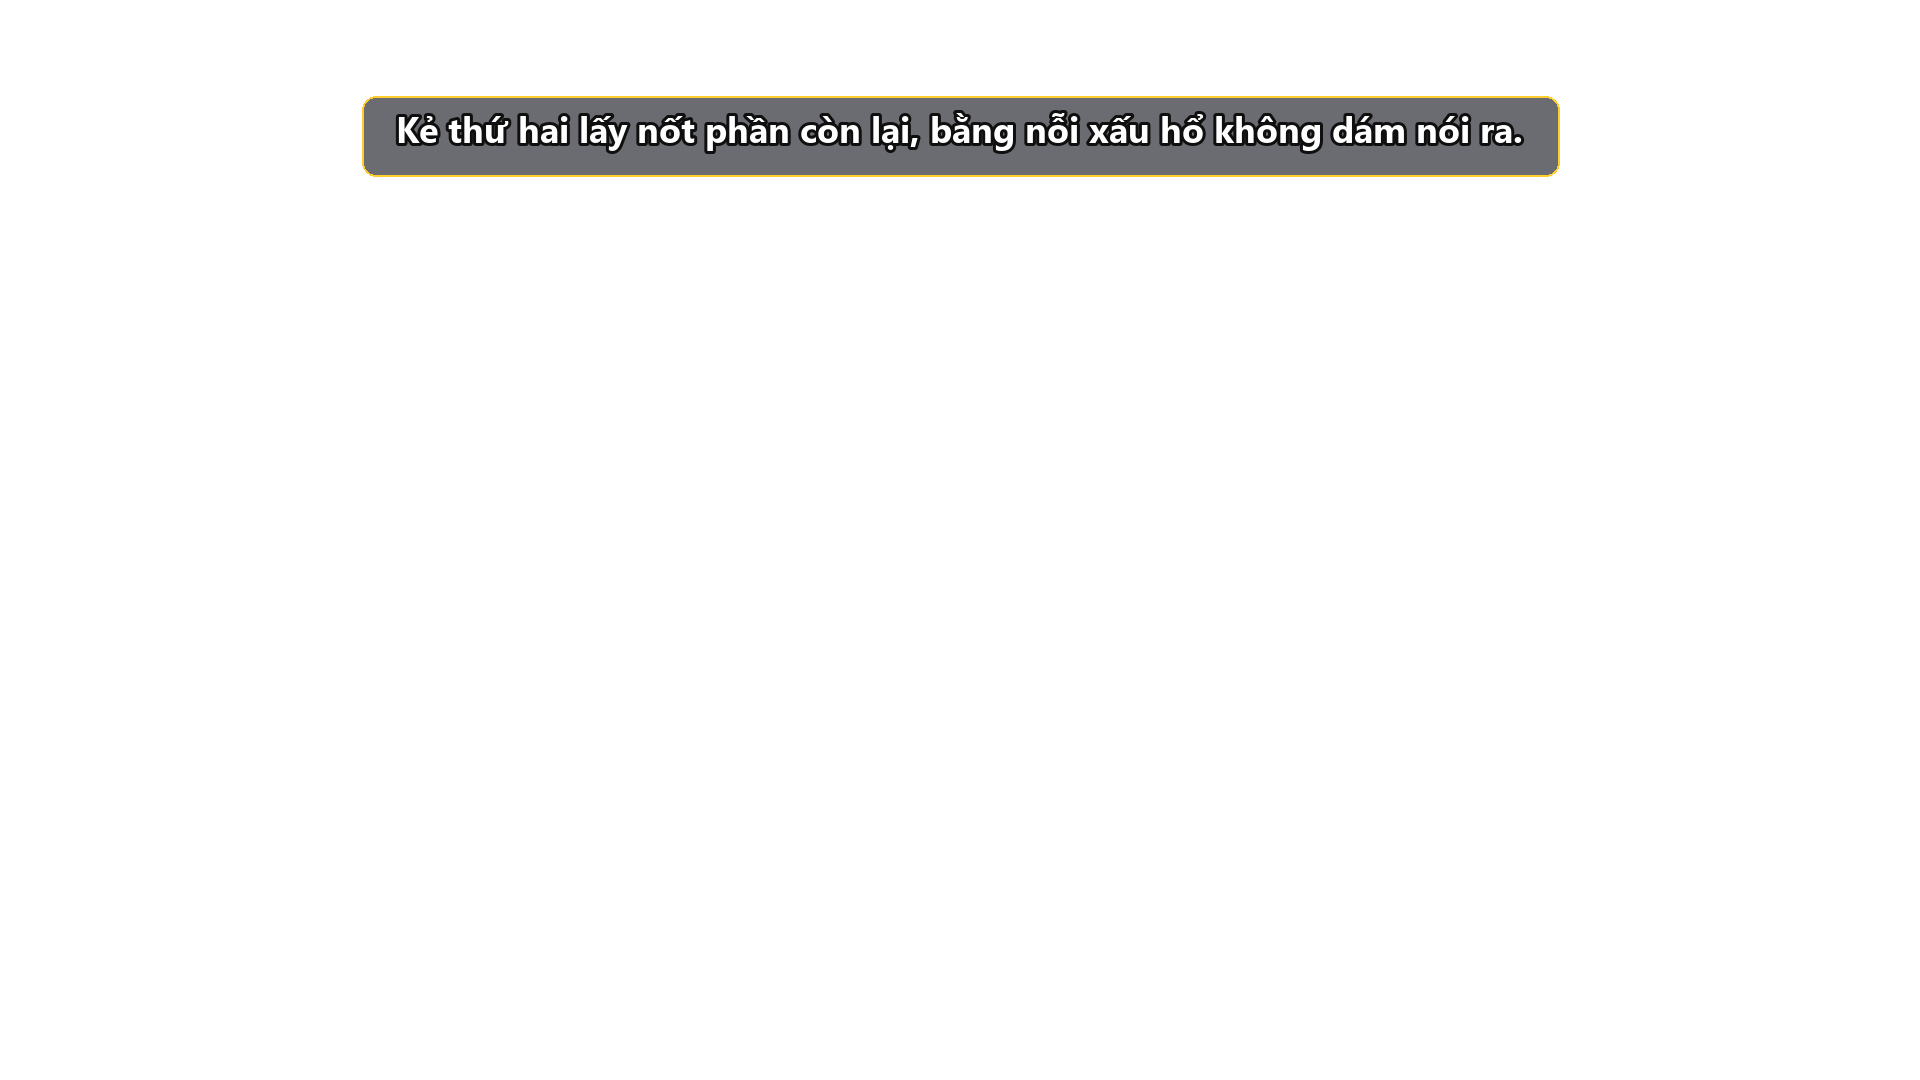 Kẻ thứ hai lấy nốt phần còn lại, bằng nỗi xấu hổ không dám nói ra.